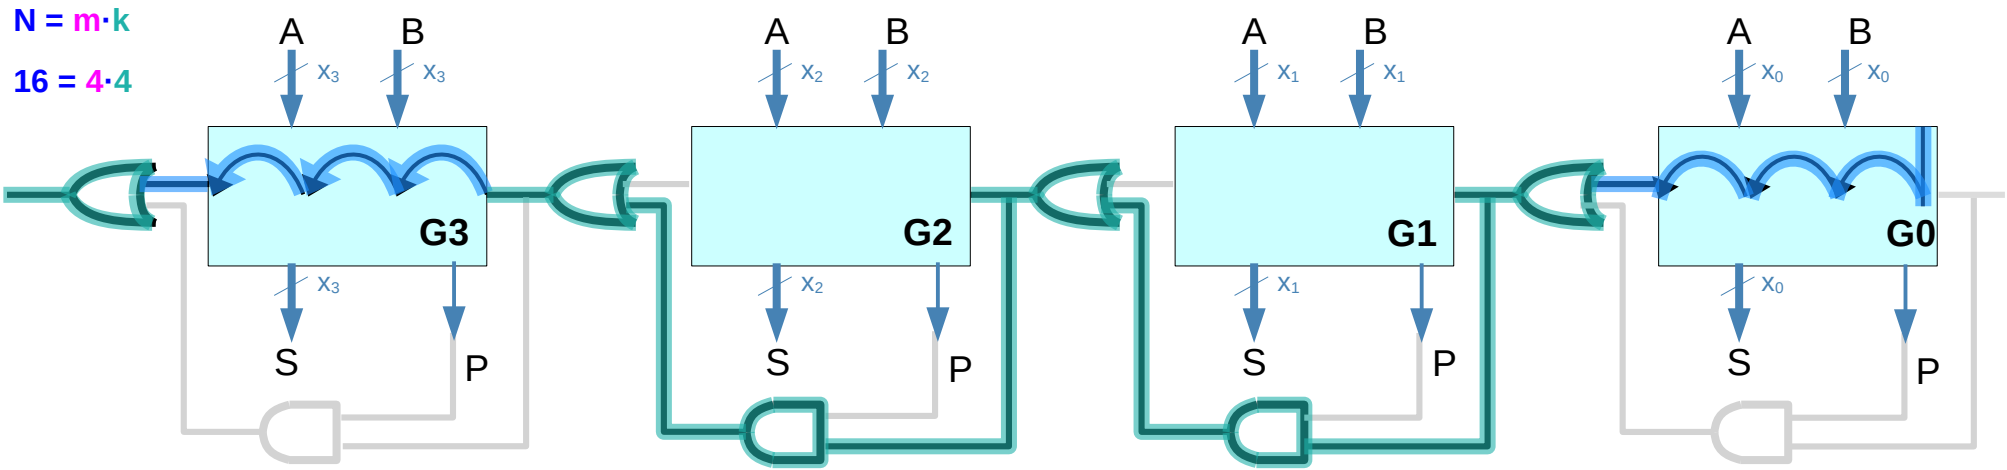 N = m·k
16 = 4·4
A B A B A B A B
x₃ x₃ x₂ x₂ x₁ x₁ x₀ x₀
G3 G2 G1 G0
x₃ x₂ x₁ x₀
S P S P S P S P